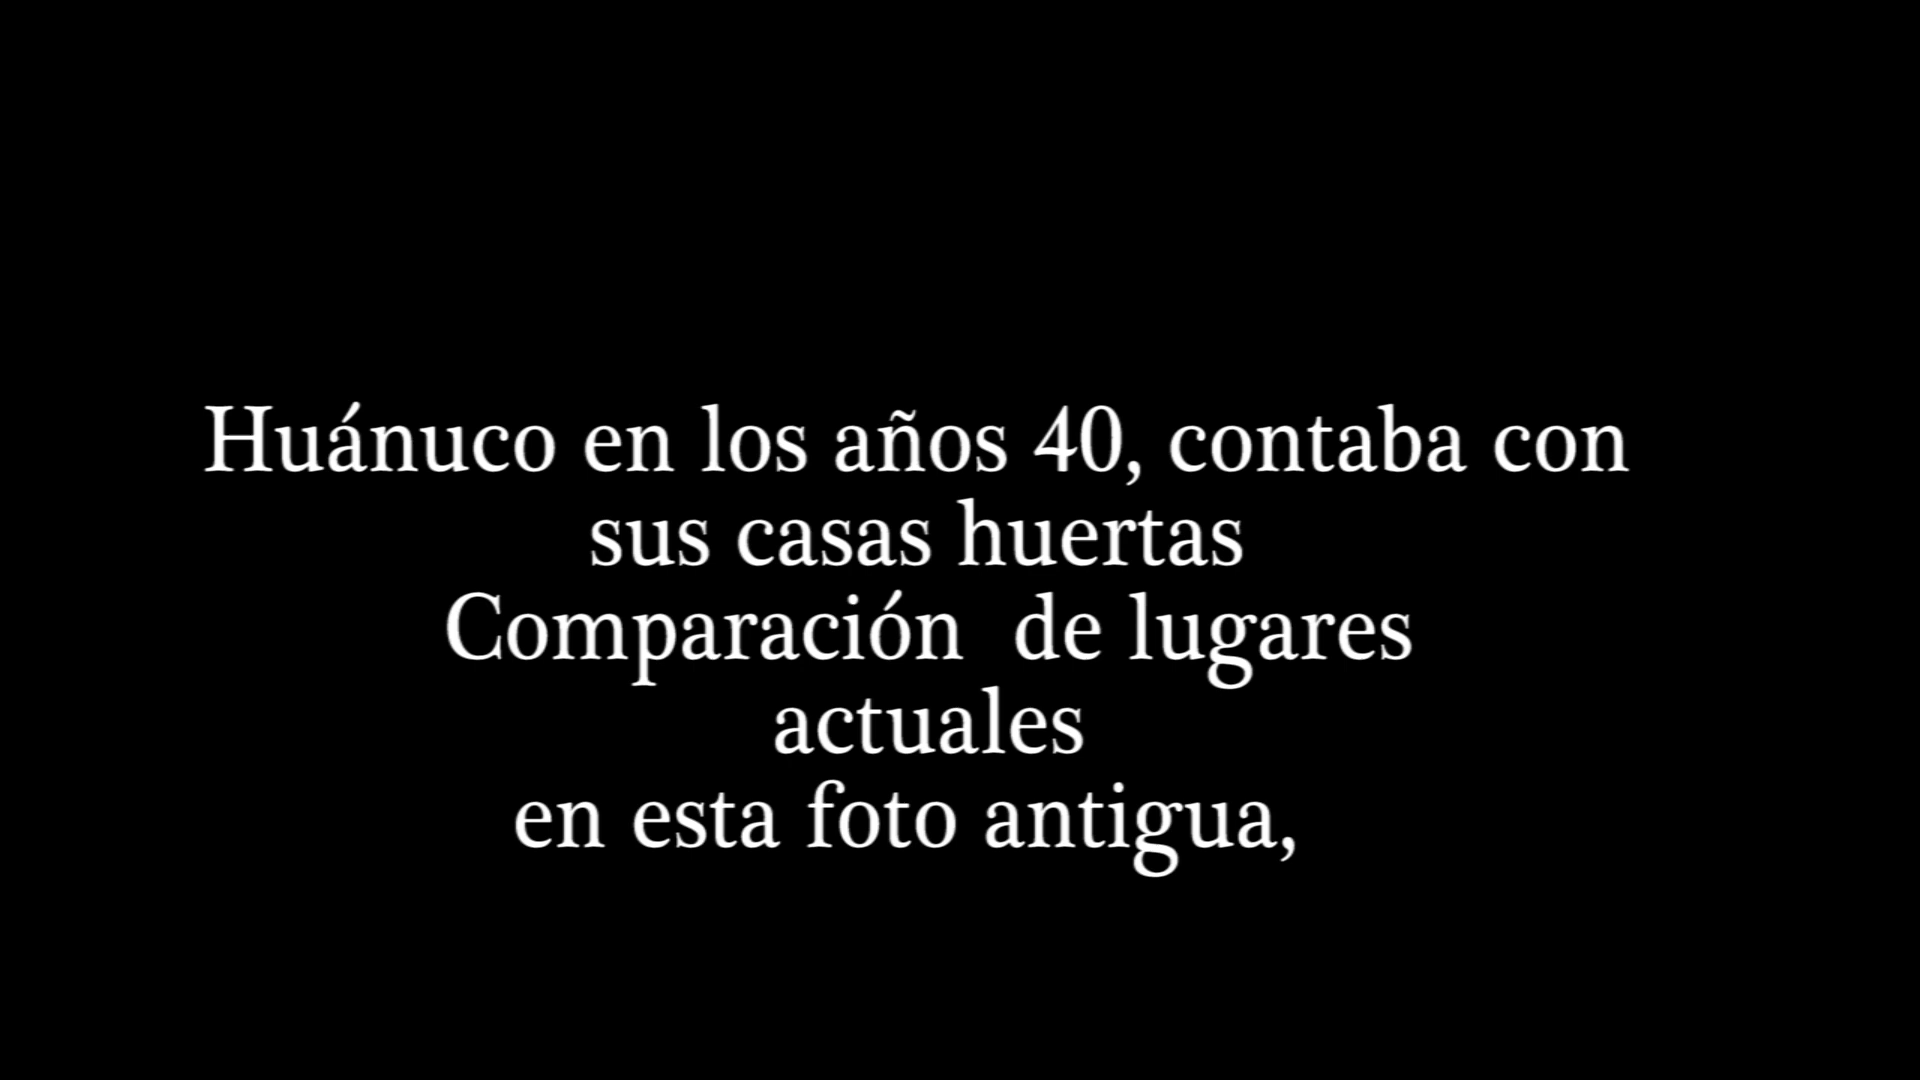 Huánuco en los años 40, contaba con
sus casas huertas
Comparación  de lugares
actuales
en esta foto antigua,